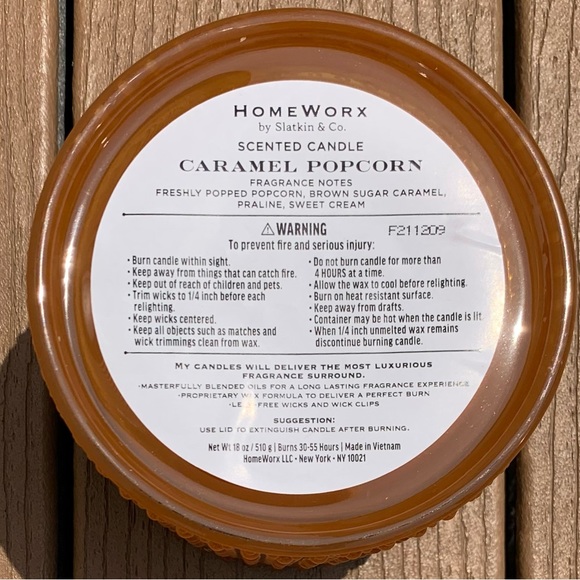 HOMEWORX
by Slatkin & Co.
SCENTED CANDLE
CARAMEL POPCORN
FRAGRANCE NOTES
FRESHLY POPPED POPCORN, BROWN SUGAR CARAMEL,
PRALINE, SWEET CREAM
⚠WARNING
F211209
To prevent fire and serious injury:
• Burn candle within sight.
• Keep away from things that can catch fire.
• Keep out of reach of children and pets.
• Trim wicks to 1/4 inch before each
relighting.
• Keep wicks centered.
• Keep all objects such as matches and
wick trimmings clean from wax.
• Do not burn candle for more than
4 HOURS at a time.
• Allow the wax to cool before relighting.
• Burn on heat resistant surface.
• Keep away from drafts.
• Container may be hot when the candle is lit.
• When 1/4 inch unmelted wax remains
discontinue burning candle.
MY CANDLES WILL DELIVER THE MOST LUXURIOUS
FRAGRANCE SURROUND.
-MASTERFULLY BLENDED OILS FOR A LONG LASTING FRAGRANCE EXPERIENCE
-PROPRIETARY WAX FORMULA TO DELIVER A PERFECT BURN
-LEAD FREE WICKS AND WICK CLIPS
SUGGESTION:
USE LID TO EXTINGUISH CANDLE AFTER BURNING.
Net Wt 18 oz / 510 g | Burns 30-55 Hours | Made in Vietnam
HomeWorx LLC • New York • NY 10021